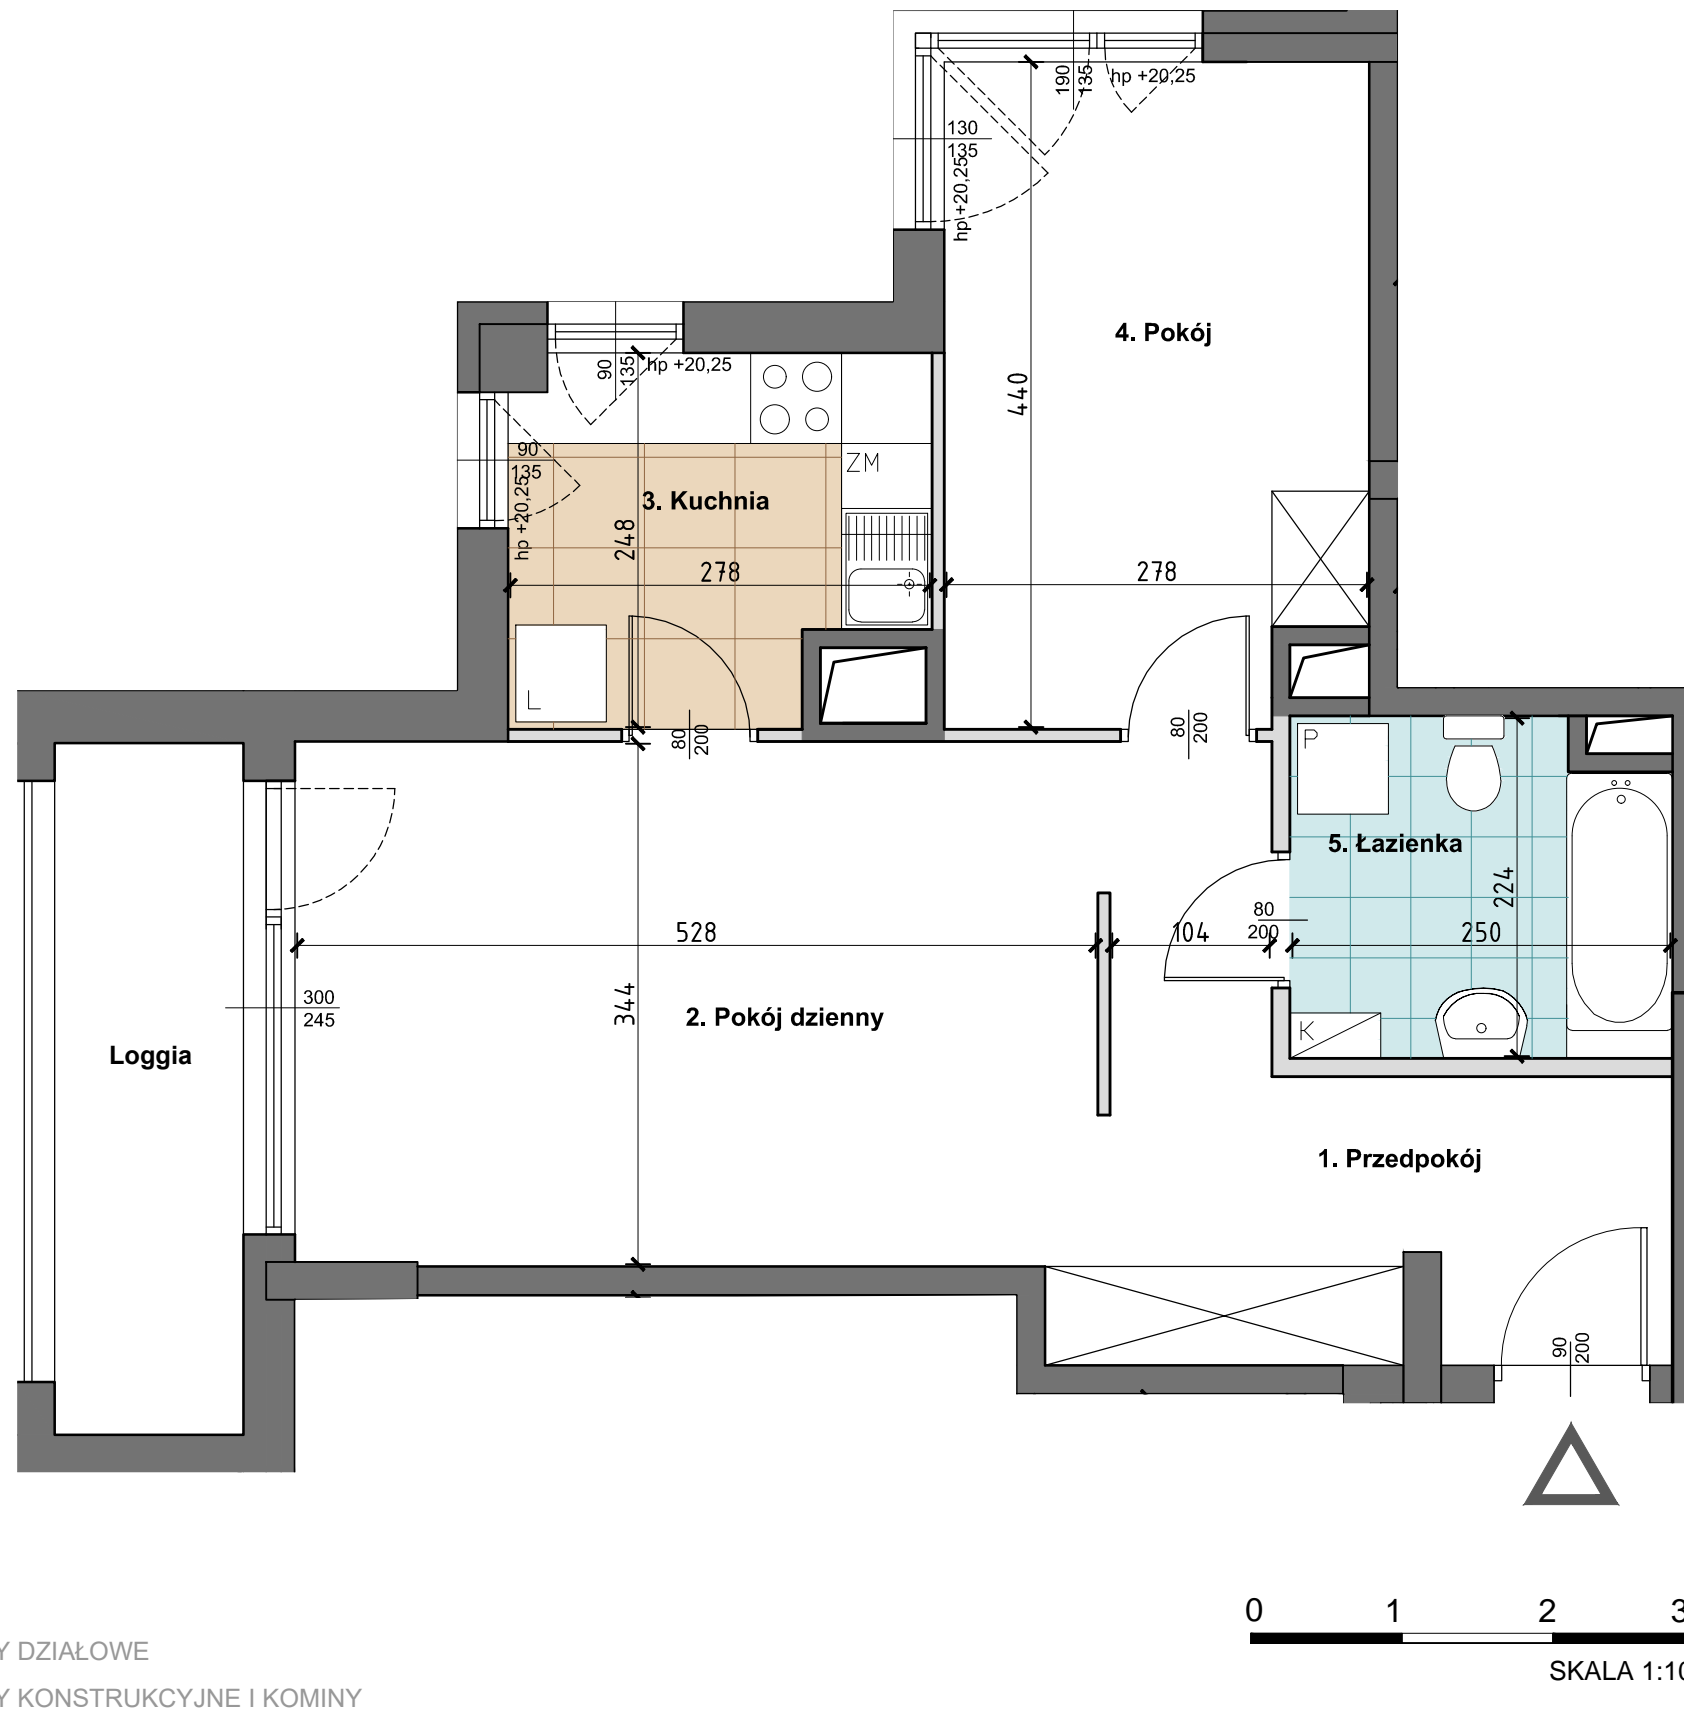 190
135
hp +20,25
130
135
hp +20,25
4. Pokój
440
90
135
hp +20,25
90
135
hp +20,25
ZM
3. Kuchnia
248
278
278
L
80
200
80
200
P
5. Łazienka
224
80
200
528
104
250
300
245
344
2. Pokój dzienny
K
Loggia
1. Przedpokój
90
200
0 1 2 3
SKALA 1:10
Y DZIAŁOWE
Y KONSTRUKCYJNE I KOMINY